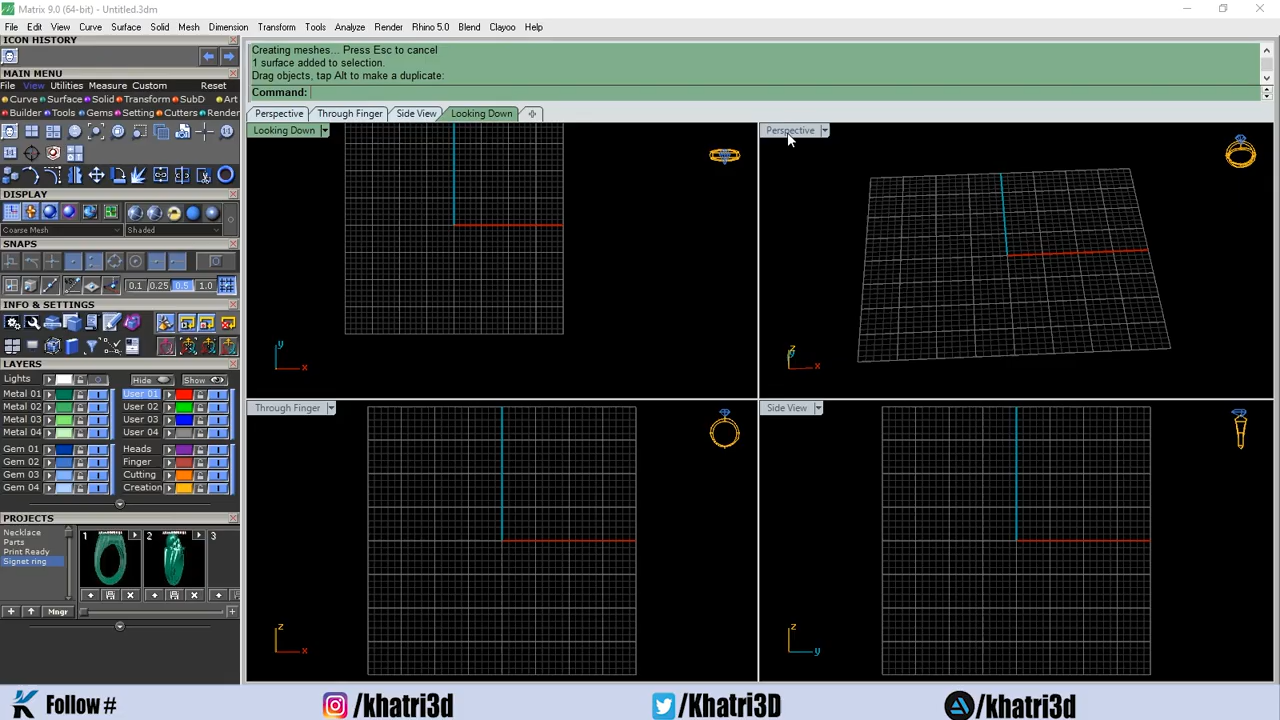 Matrix 9.0 (64-bit) - Untitled.3dm
File Edit View Curve Surface Solid Mesh Dimension Transform Tools Analyze Render Rhino 5.0 Blend Clayoo Help
ICON HISTORY
MAIN MENU
File View Utilities Measure Custom Reset
Curve Surface Solid Transform SubD Art
Builder Tools Gems Setting Cutters Render
DISPLAY
Coarse Mesh Shaded
SNAPS
0.1 0.25 0.5 1.0
INFO & SETTINGS
LAYERS
Lights Hide Show
Metal 01 User 01
Metal 02 User 02
Metal 03 User 03
Metal 04 User 04
Gem 01 Heads
Gem 02 Finger
Gem 03 Cutting
Gem 04 Creation
PROJECTS
Necklace
Parts
Print Ready
Signet ring
1 2 3
Mngr
Creating meshes... Press Esc to cancel
1 surface added to selection.
Drag objects, tap Alt to make a duplicate:
Command:
Perspective Through Finger Side View Looking Down
Looking Down
y
x
Perspective
z
y
x
Through Finger
z
x
Side View
z
y
Follow # /khatri3d /Khatri3D /khatri3d